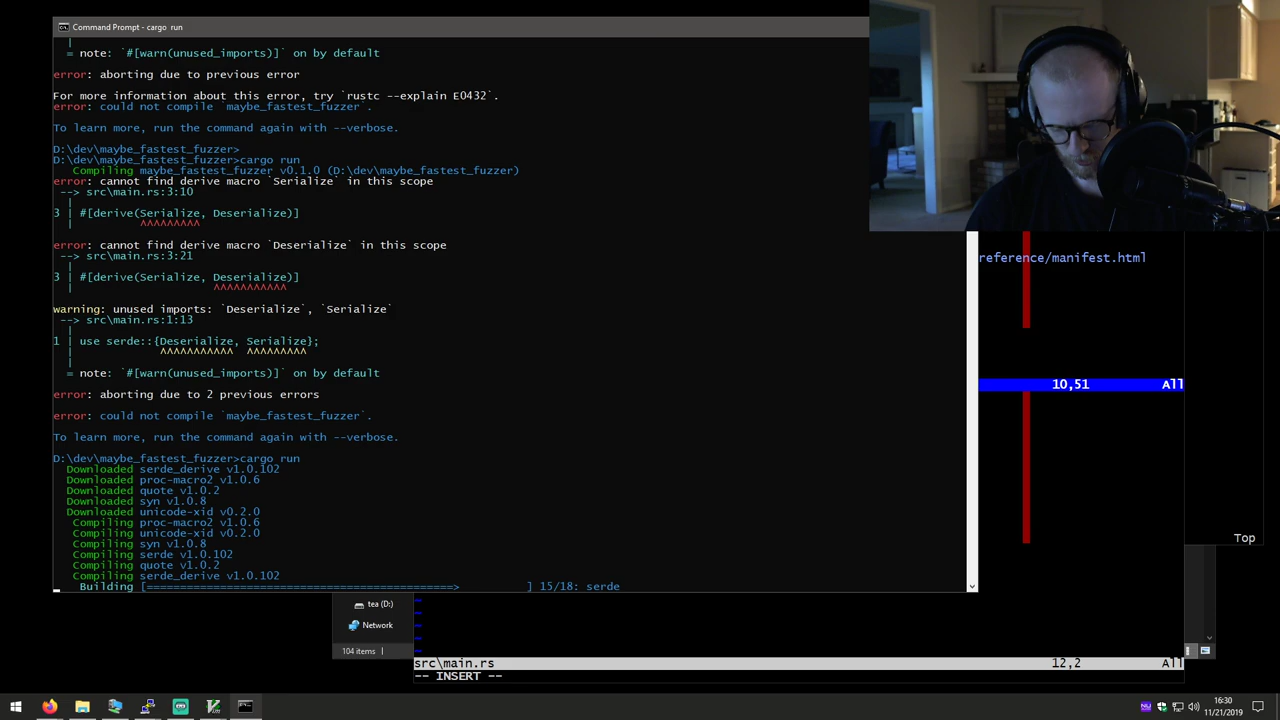 Command Prompt - cargo run
|
= note: `#[warn(unused_imports)]` on by default
error: aborting due to previous error
For more information about this error, try `rustc --explain E0432`.
error: could not compile `maybe_fastest_fuzzer`.
To learn more, run the command again with --verbose.
D:\dev\maybe_fastest_fuzzer>
D:\dev\maybe_fastest_fuzzer>cargo run
Compiling maybe_fastest_fuzzer v0.1.0 (D:\dev\maybe_fastest_fuzzer)
error: cannot find derive macro `Serialize` in this scope
--> src\main.rs:3:10
|
3 | #[derive(Serialize, Deserialize)]
| ^^^^^^^^^
error: cannot find derive macro `Deserialize` in this scope
--> src\main.rs:3:21
|
3 | #[derive(Serialize, Deserialize)]
| ^^^^^^^^^^^
warning: unused imports: `Deserialize`, `Serialize`
--> src\main.rs:1:13
|
1 | use serde::{Deserialize, Serialize};
| ^^^^^^^^^^^ ^^^^^^^^^
|
= note: `#[warn(unused_imports)]` on by default
error: aborting due to 2 previous errors
error: could not compile `maybe_fastest_fuzzer`.
To learn more, run the command again with --verbose.
D:\dev\maybe_fastest_fuzzer>cargo run
Downloaded serde_derive v1.0.102
Downloaded proc-macro2 v1.0.6
Downloaded quote v1.0.2
Downloaded syn v1.0.8
Downloaded unicode-xid v0.2.0
Compiling proc-macro2 v1.0.6
Compiling unicode-xid v0.2.0
Compiling syn v1.0.8
Compiling serde v1.0.102
Compiling quote v1.0.2
Compiling serde_derive v1.0.102
Building [==============================================> ] 15/18: serde
reference/manifest.html
10,51 All
Top
tea (D:)
Network
104 items
~
~
~
~
~
src\main.rs 12,2 All
-- INSERT --
16:30
11/21/2019